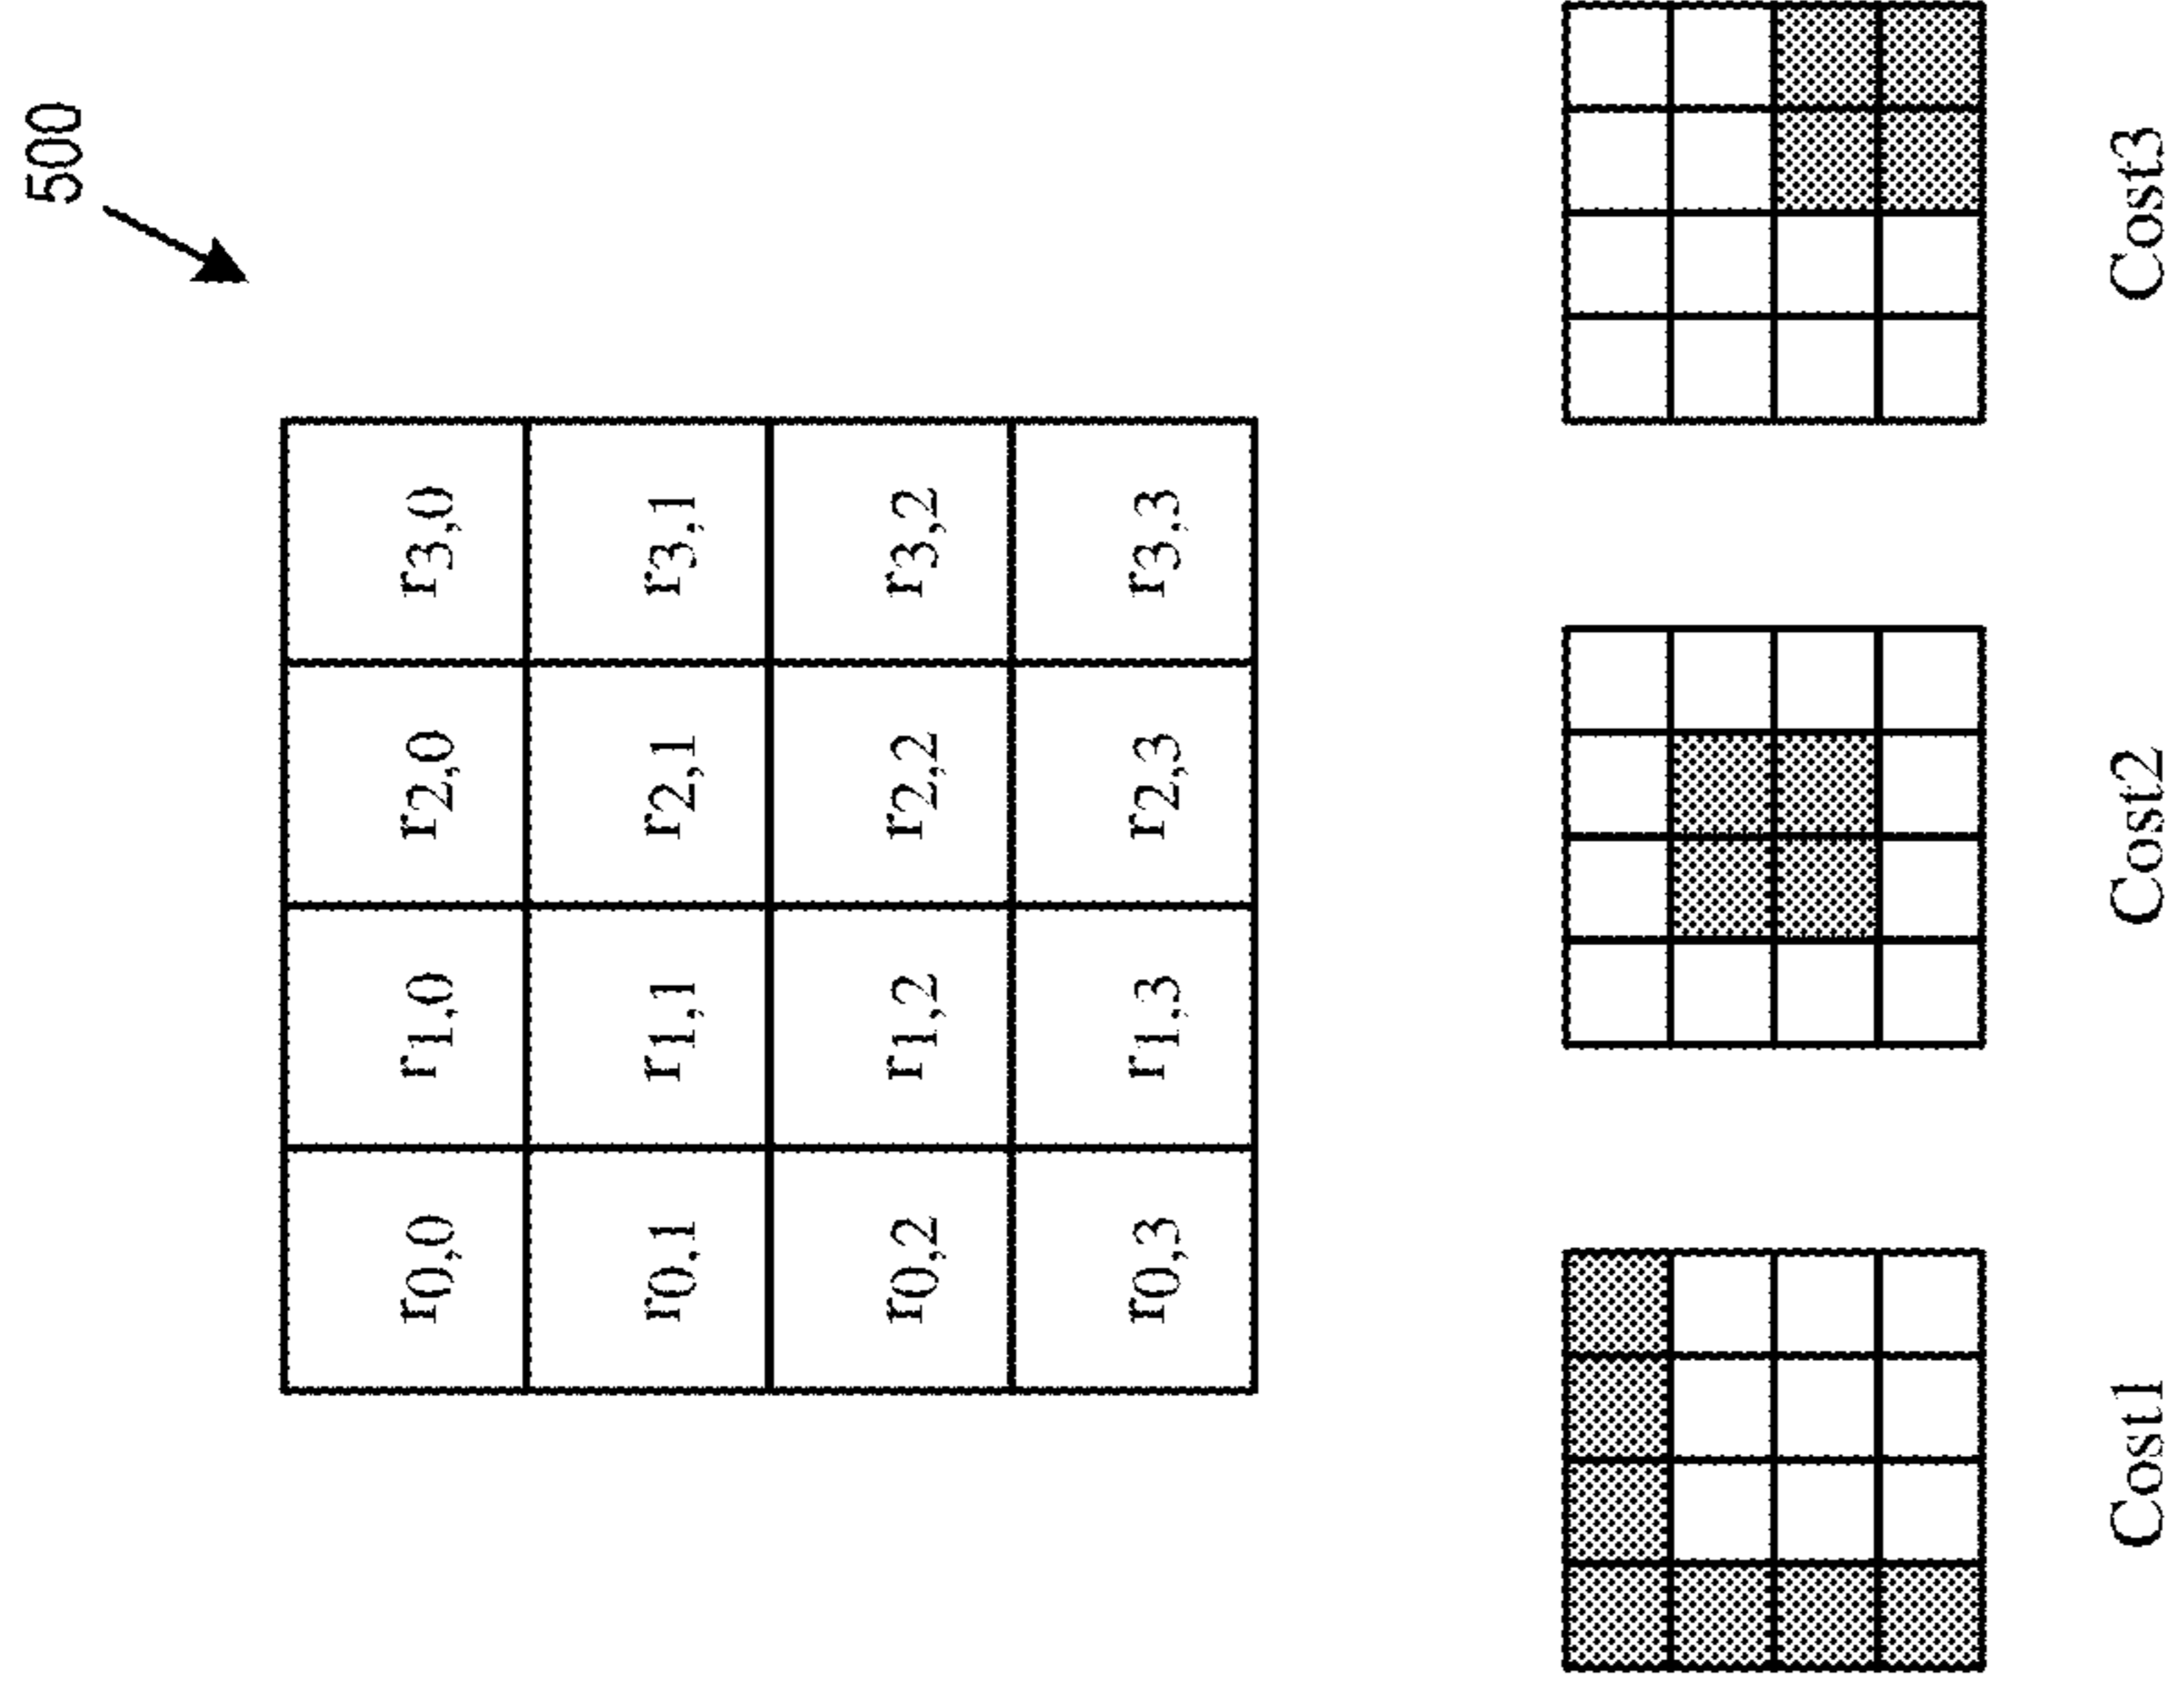 500
r0,0 r1,0 r2,0 r3,0
r0,1 r1,1 r2,1 r3,1
r0,2 r1,2 r2,2 r3,2
r0,3 r1,3 r2,3 r3,3
Cost1 Cost2 Cost3